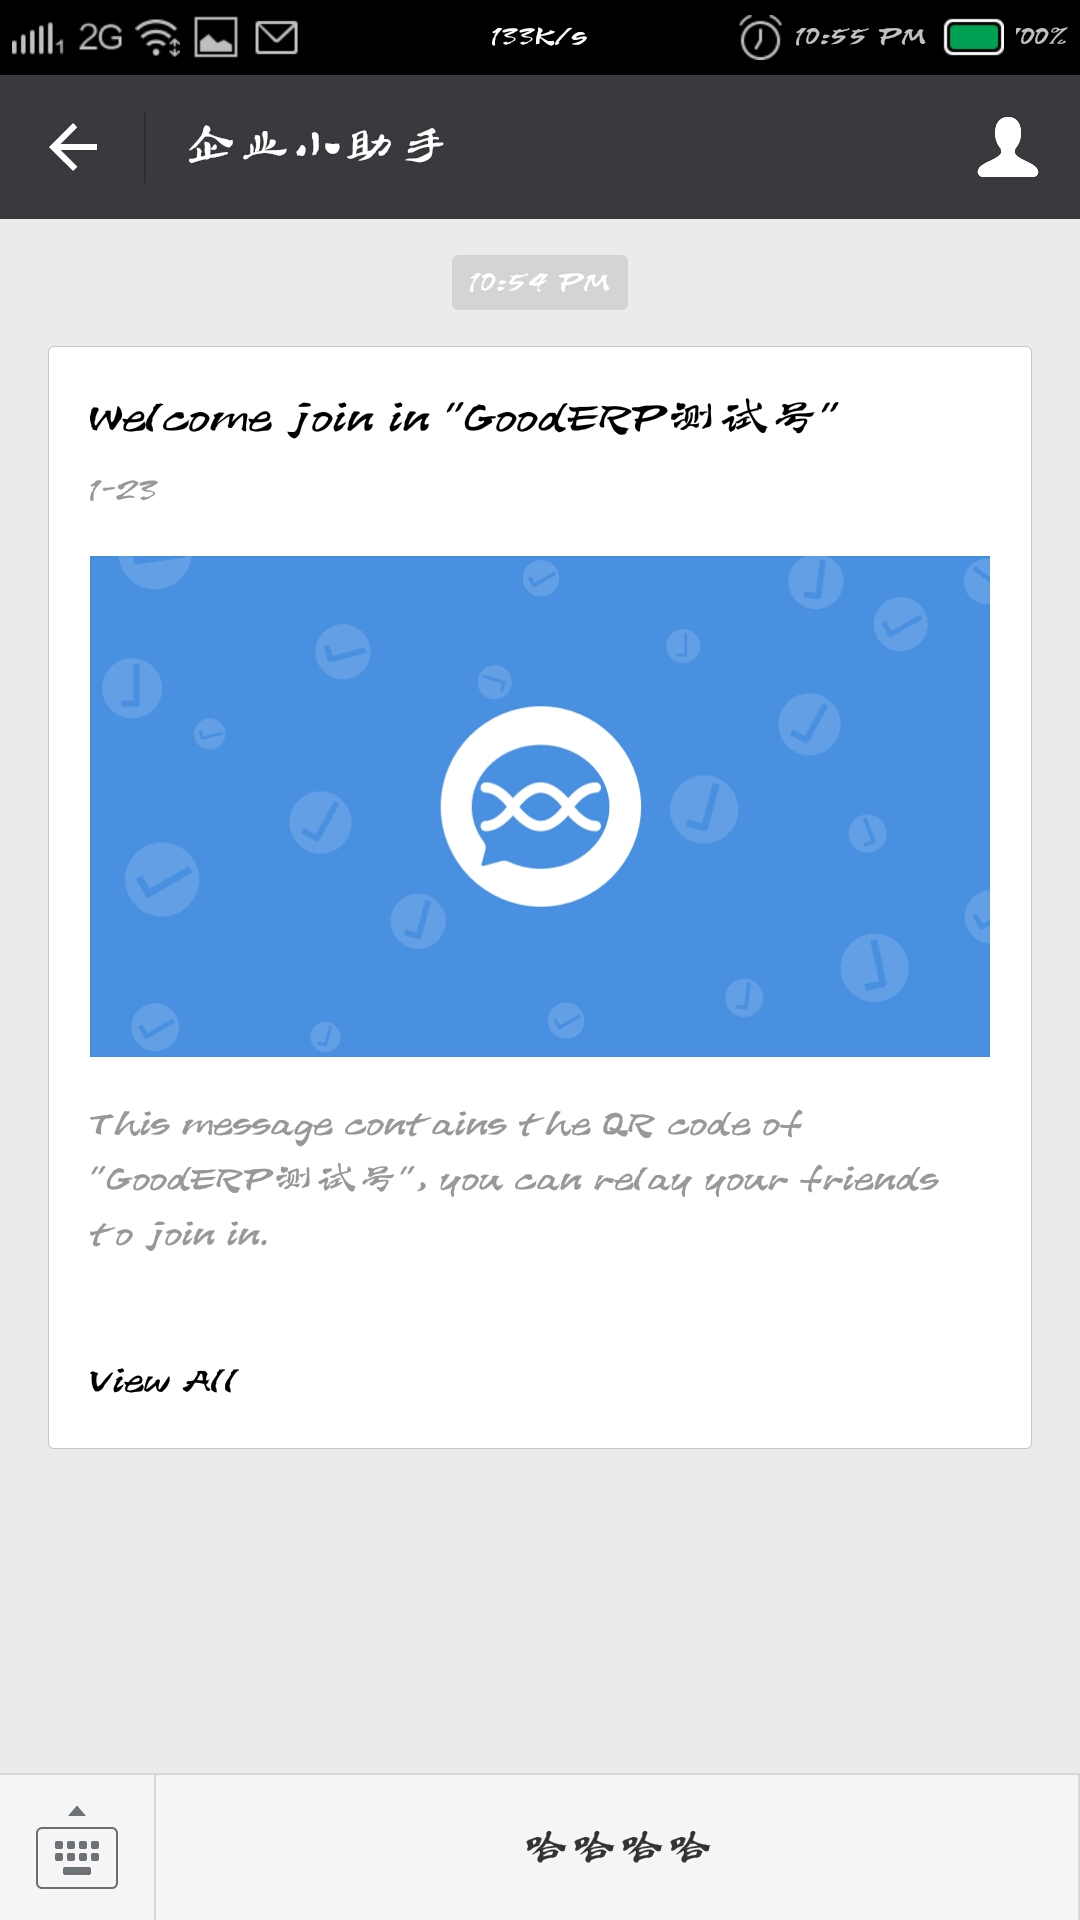 2G
133K/s
10:55 PM
企业小助手
10:54 PM
Welcome join in "GoodERP测试号"
1-23
This message contains the QR code of
"GoodERP测试号", you can relay your friends
to join in.
View All
哈哈哈哈